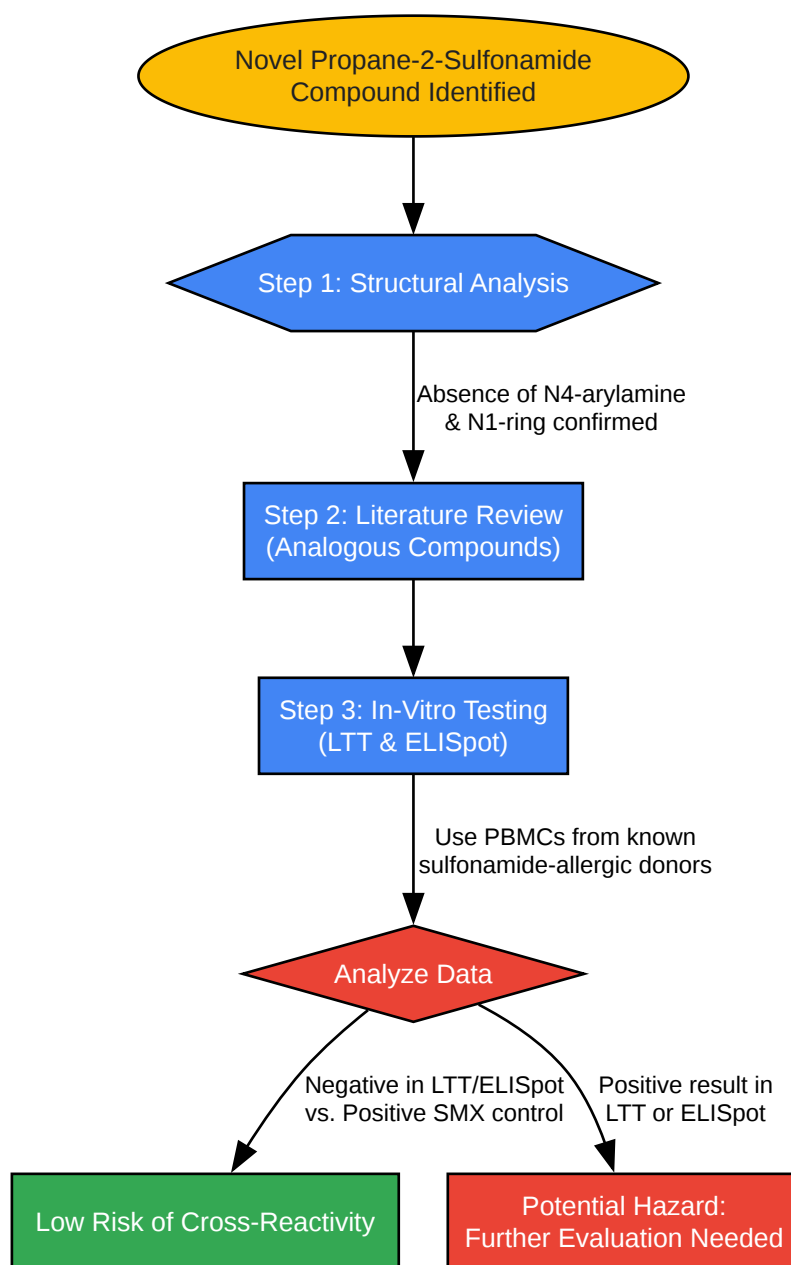 Novel Propane-2-Sulfonamide
Compound Identified
Step 1: Structural Analysis
Absence of N4-arylamine
& N1-ring confirmed
Step 2: Literature Review
(Analogous Compounds)
Step 3: In-Vitro Testing
(LTT & ELISpot)
Use PBMCs from known
sulfonamide-allergic donors
Analyze Data
Negative in LTT/ELISpot
vs. Positive SMX control
Positive result in
LTT or ELISpot
Low Risk of Cross-Reactivity
Potential Hazard:
Further Evaluation Needed